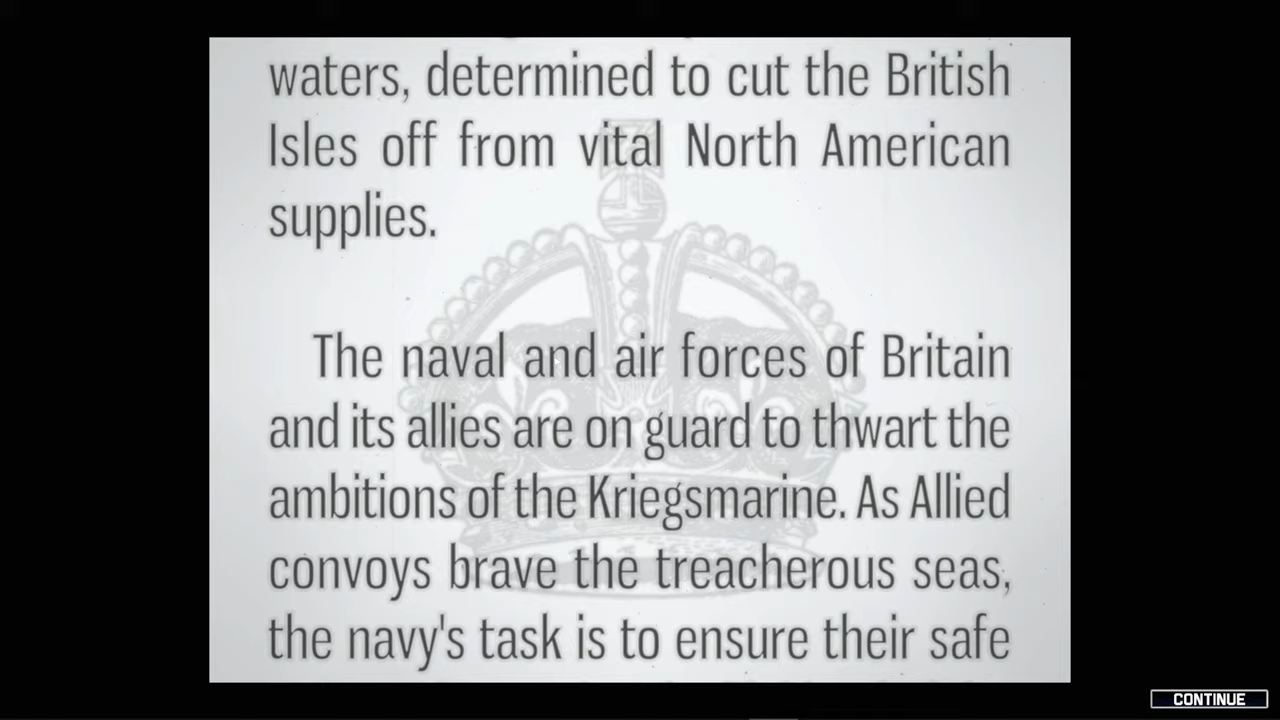 waters, determined to cut the British
Isles off from vital North American
supplies.
The naval and air forces of Britain
and its allies are on guard to thwart the
ambitions of the Kriegsmarine. As Allied
convoys brave the treacherous seas,
the navy's task is to ensure their safe
CONTINUE